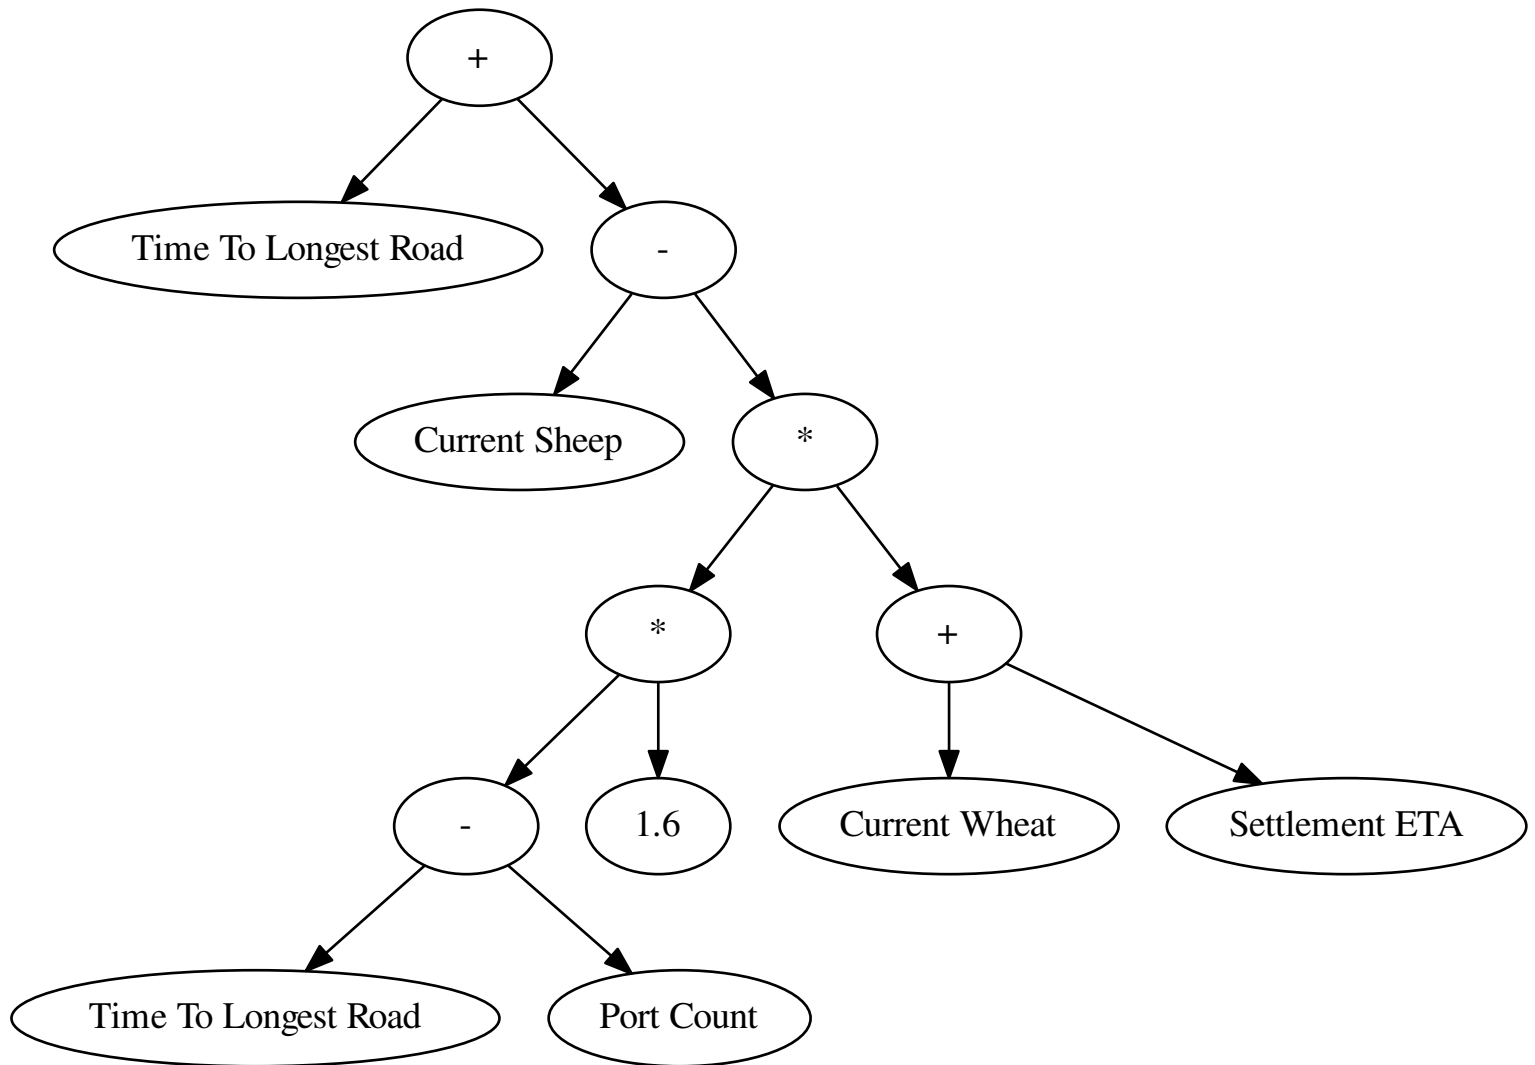 +
Time To Longest Road
-
Current Sheep
*
*
+
-
1.6
Current Wheat
Settlement ETA
Time To Longest Road
Port Count